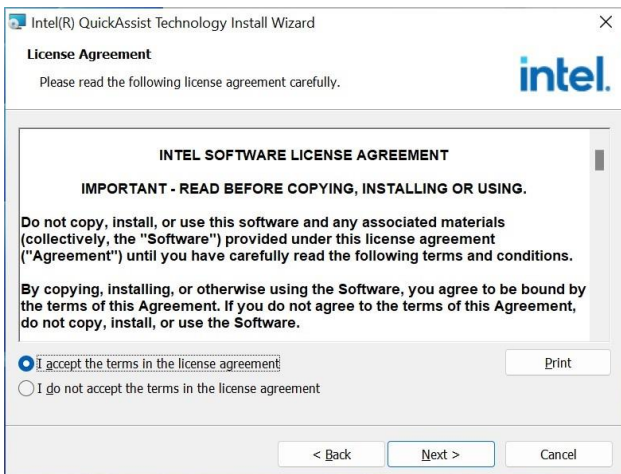 Intel(R) QuickAssist Technology Install Wizard
License Agreement
Please read the following license agreement carefully.
intel.
INTEL SOFTWARE LICENSE AGREEMENT
IMPORTANT - READ BEFORE COPYING, INSTALLING OR USING.
Do not copy, install, or use this software and any associated materials
(collectively, the "Software") provided under this license agreement
("Agreement") until you have carefully read the following terms and conditions.
By copying, installing, or otherwise using the Software, you agree to be bound by
the terms of this Agreement. If you do not agree to the terms of this Agreement,
do not copy, install, or use the Software.
I accept the terms in the license agreement
Print
I do not accept the terms in the license agreement
< Back
Next >
Cancel